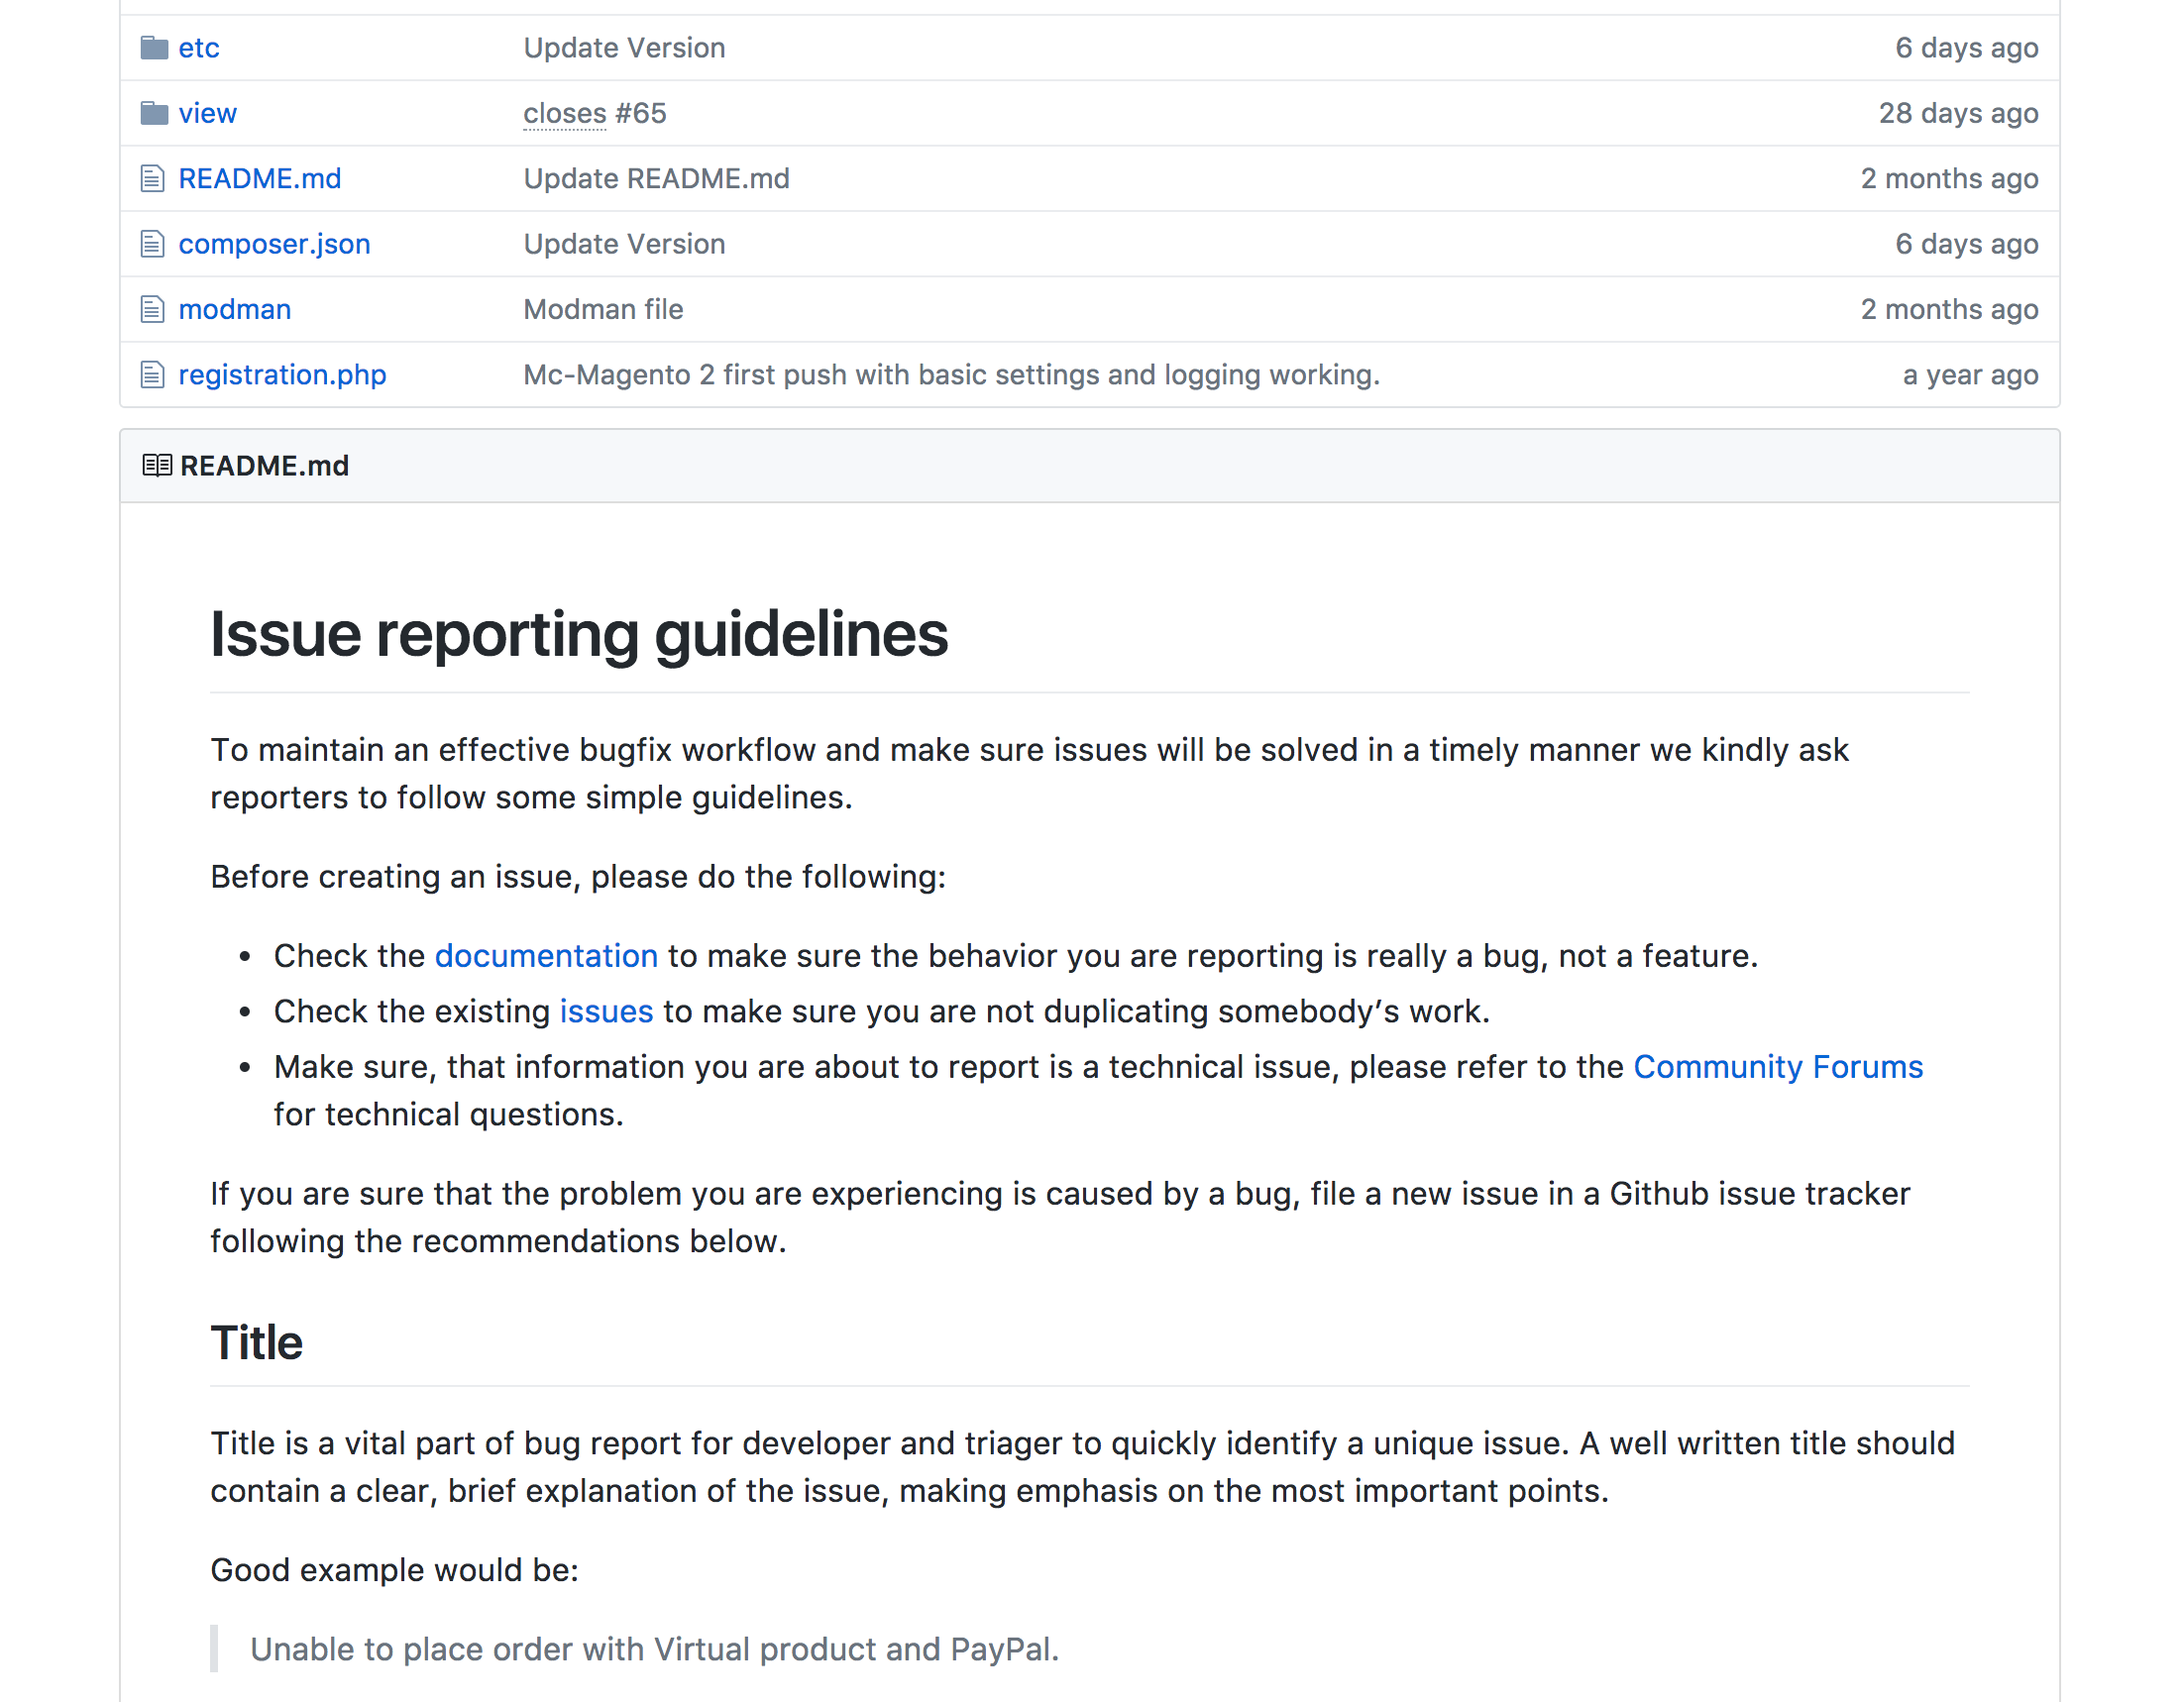 etc Update Version 6 days ago
view closes #65 28 days ago
README.md Update README.md 2 months ago
composer.json Update Version 6 days ago
modman Modman file 2 months ago
registration.php Mc-Magento 2 first push with basic settings and logging working. a year ago
README.md
Issue reporting guidelines
To maintain an effective bugfix workflow and make sure issues will be solved in a timely manner we kindly ask
reporters to follow some simple guidelines.
Before creating an issue, please do the following:
• Check the documentation to make sure the behavior you are reporting is really a bug, not a feature.
• Check the existing issues to make sure you are not duplicating somebody’s work.
• Make sure, that information you are about to report is a technical issue, please refer to the Community Forums
for technical questions.
If you are sure that the problem you are experiencing is caused by a bug, file a new issue in a Github issue tracker
following the recommendations below.
Title
Title is a vital part of bug report for developer and triager to quickly identify a unique issue. A well written title should
contain a clear, brief explanation of the issue, making emphasis on the most important points.
Good example would be:
Unable to place order with Virtual product and PayPal.